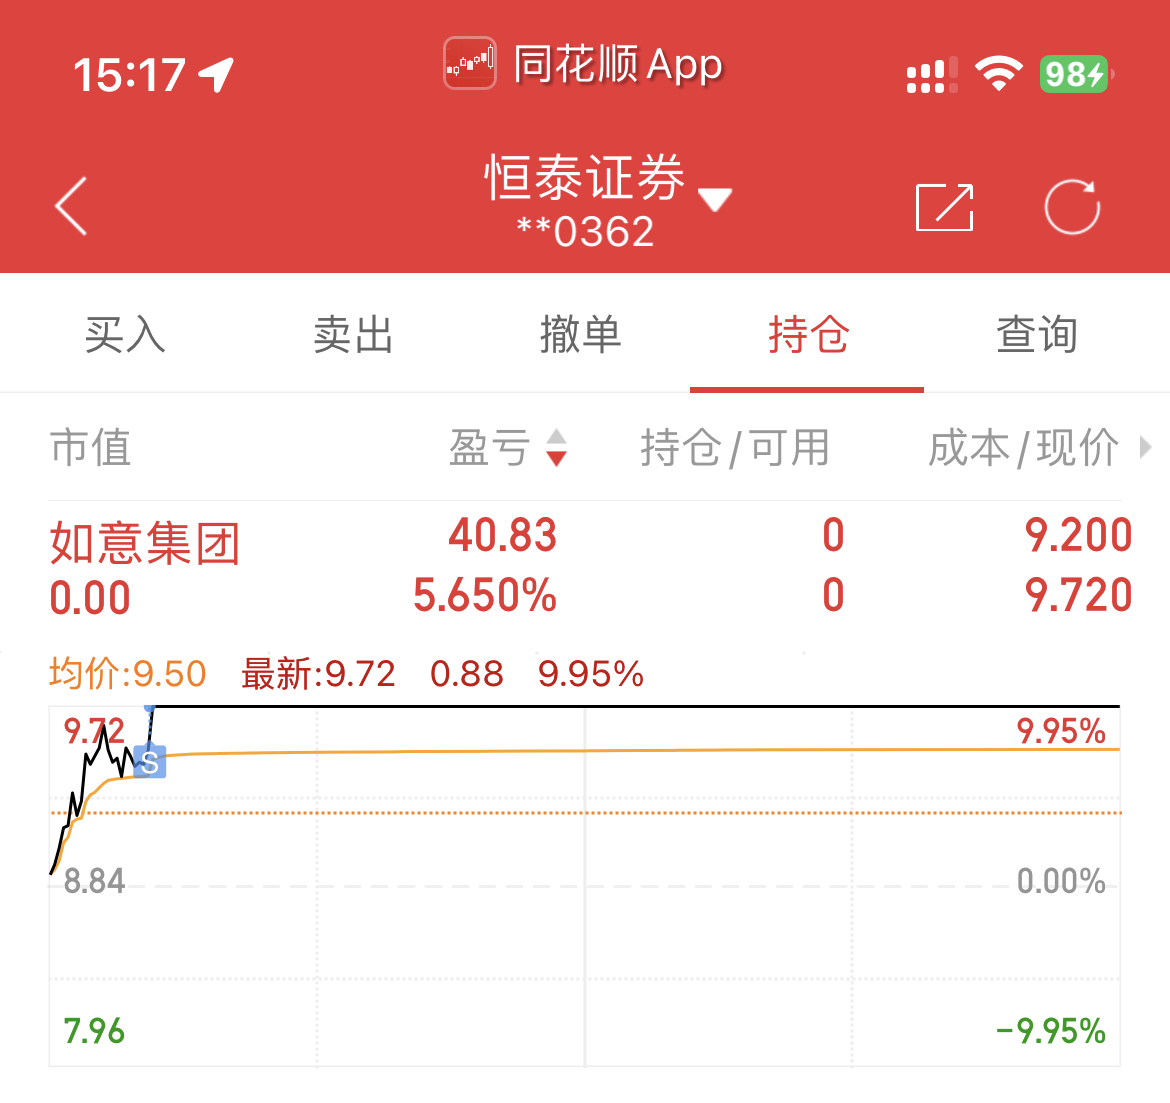 15:17 同花顺App 98
恒泰证券
**0362
买入 卖出 撤单 持仓 查询
市值 盈亏 持仓/可用 成本/现价
如意集团 40.83 0 9.200
0.00 5.650% 0 9.720
均价:9.50 最新:9.72 0.88 9.95%
9.72 9.95%
S
8.84 0.00%
7.96 -9.95%